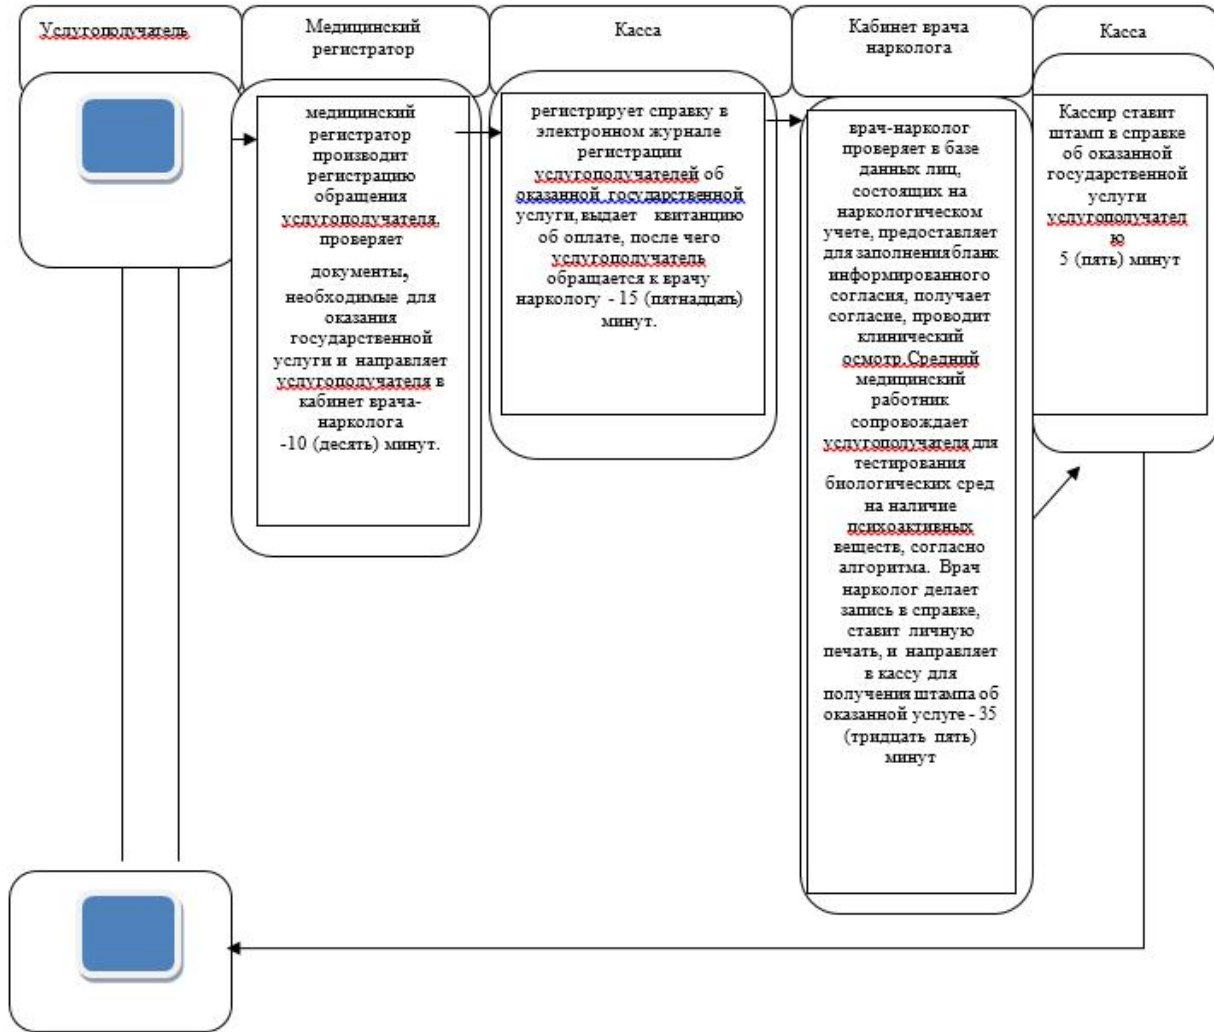 Услугополучатель
Медицинский
регистратор
Касса
Кабинет врача
нарколога
Касса
медицинский
регистратор
производит
регистрацию
обращения
услугополучателя,
проверяет
документы,
необходимые для
оказания
государственной
услуги и направляет
услугополучателя в
кабинет врача-
нарколога
-10 (десять) минут.
регистрирует справку в
электронном журнале
регистрации
услугополучателей об
оказанной государственной
услуги, выдает квитанцию
об оплате, после чего
услугополучатель
обращается к врачу
наркологу - 15 (пятнадцать)
минут.
врач-нарколог
проверяет в базе
данных лиц,
состоящих на
наркологическом
учете, предоставляет
для заполнения бланк
информированного
согласия, получает
согласие, проводит
клинический
осмотр.Средний
медицинский
работник
сопровождает
услугополучателя для
тестирования
биологических сред
на наличие
психоактивных
веществ, согласно
алгоритма. Врач
нарколог делает
запись в справке,
ставит личную
печать, и направляет
в кассу для
получения штампа об
оказанной услуге - 35
(тридцать пять)
минут
Кассир ставит
штамп в справке
об оказанной
государственной
услуги
услугополучател
ю
5 (пять) минут